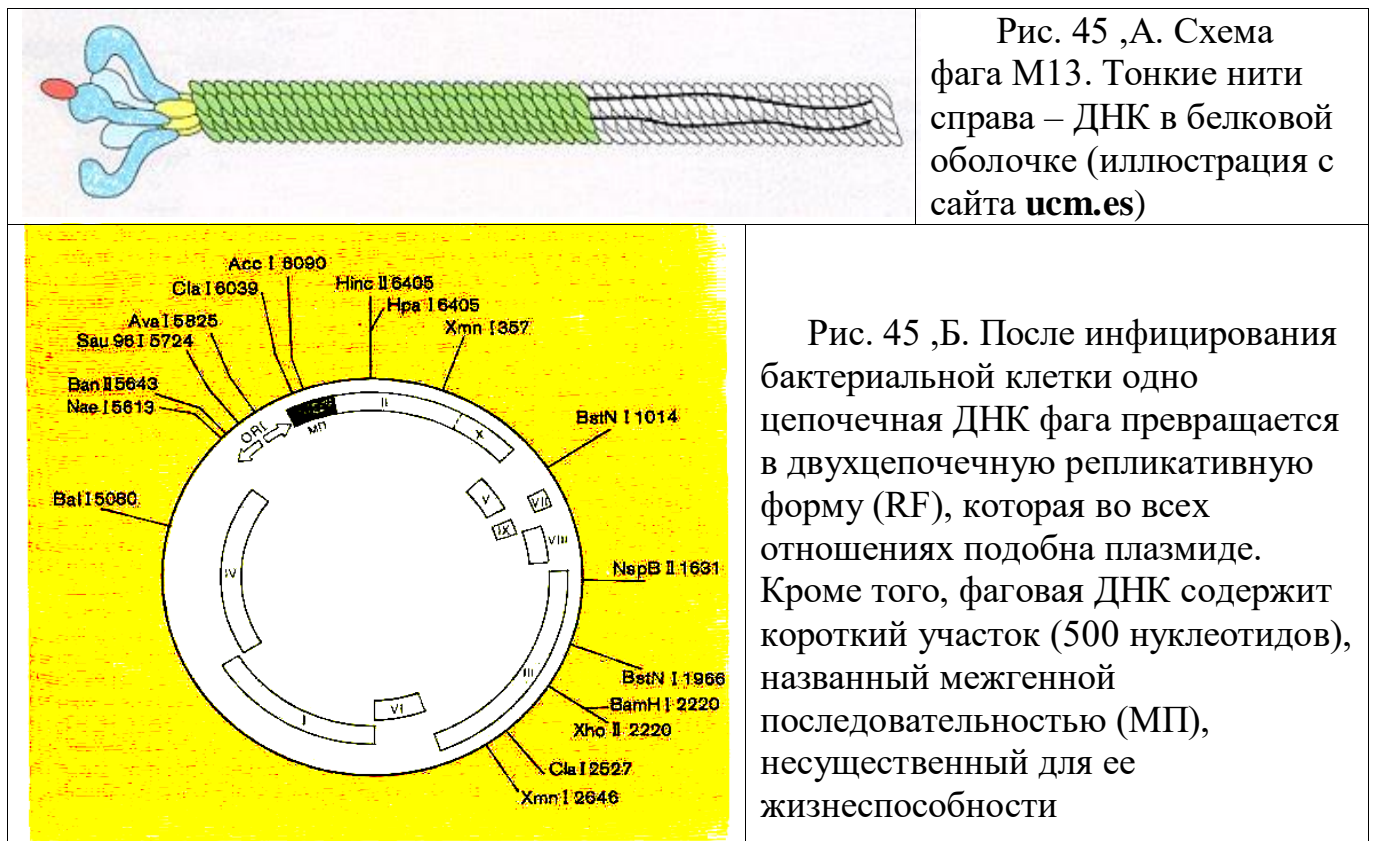 Рис. 45 ,А. Схема
фага М13. Тонкие нити
справа – ДНК в белковой
оболочке (иллюстрация с
сайта ucm.es)
Acc I 6090
Cla I 6039
Hinc II 6405
Hpa I 6405
Xmn I 357
Ava I 5825
Sau 96I 5724
Ban II 5643
Nae I 5613
BstN I 1014
Bal I 5080
NspB II 1631
BstN I 1966
BamH I 2220
Xho II 2220
Cla I 2527
Xmn I 2646
ORI
МП
II
X
V
VII
IX
VIII
III
VI
I
IV
Рис. 45 ,Б. После инфицирования
бактериальной клетки одно
цепочечная ДНК фага превращается
в двухцепочечную репликативную
форму (RF), которая во всех
отношениях подобна плазмиде.
Кроме того, фаговая ДНК содержит
короткий участок (500 нуклеотидов),
названный межгенной
последовательностью (МП),
несущественный для ее
жизнеспособности